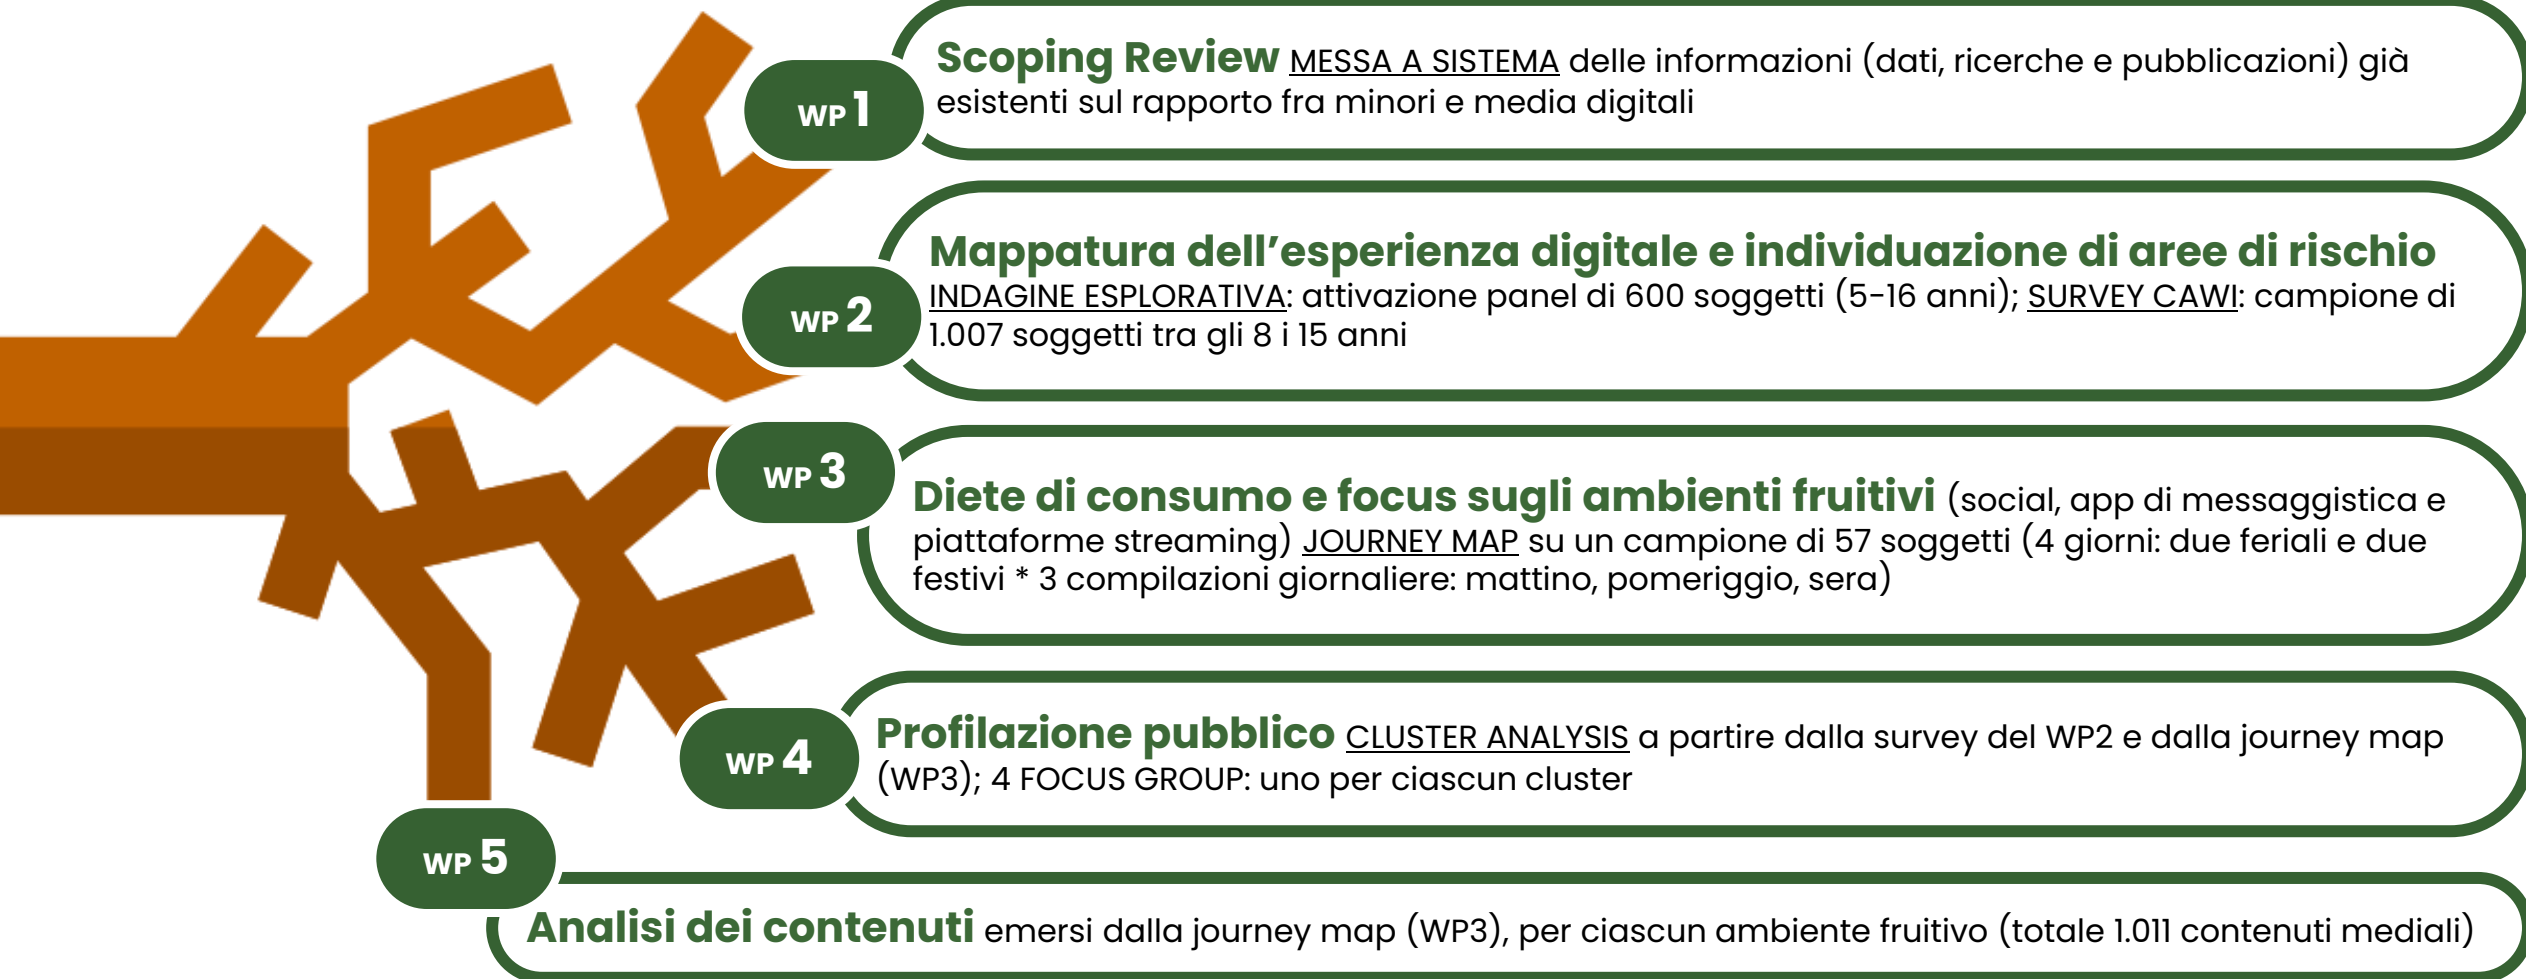 WP 1
Scoping Review MESSA A SISTEMA delle informazioni (dati, ricerche e pubblicazioni) già
esistenti sul rapporto fra minori e media digitali
WP 2
Mappatura dell’esperienza digitale e individuazione di aree di rischio
INDAGINE ESPLORATIVA: attivazione panel di 600 soggetti (5-16 anni); SURVEY CAWI: campione di
1.007 soggetti tra gli 8 i 15 anni
WP 3
Diete di consumo e focus sugli ambienti fruitivi (social, app di messaggistica e
piattaforme streaming) JOURNEY MAP su un campione di 57 soggetti (4 giorni: due feriali e due
festivi * 3 compilazioni giornaliere: mattino, pomeriggio, sera)
WP 4
Profilazione pubblico CLUSTER ANALYSIS a partire dalla survey del WP2 e dalla journey map
(WP3); 4 FOCUS GROUP: uno per ciascun cluster
WP 5
Analisi dei contenuti emersi dalla journey map (WP3), per ciascun ambiente fruitivo (totale 1.011 contenuti mediali)